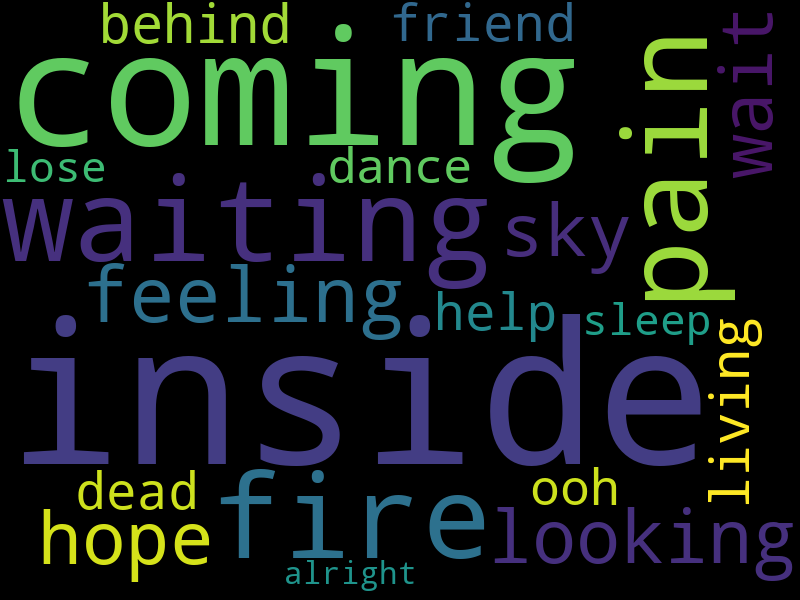 behind friend
coming
pain
wait
lose dance
waiting sky
feeling help sleep
inside
living
dead ooh
hope fire looking
alright